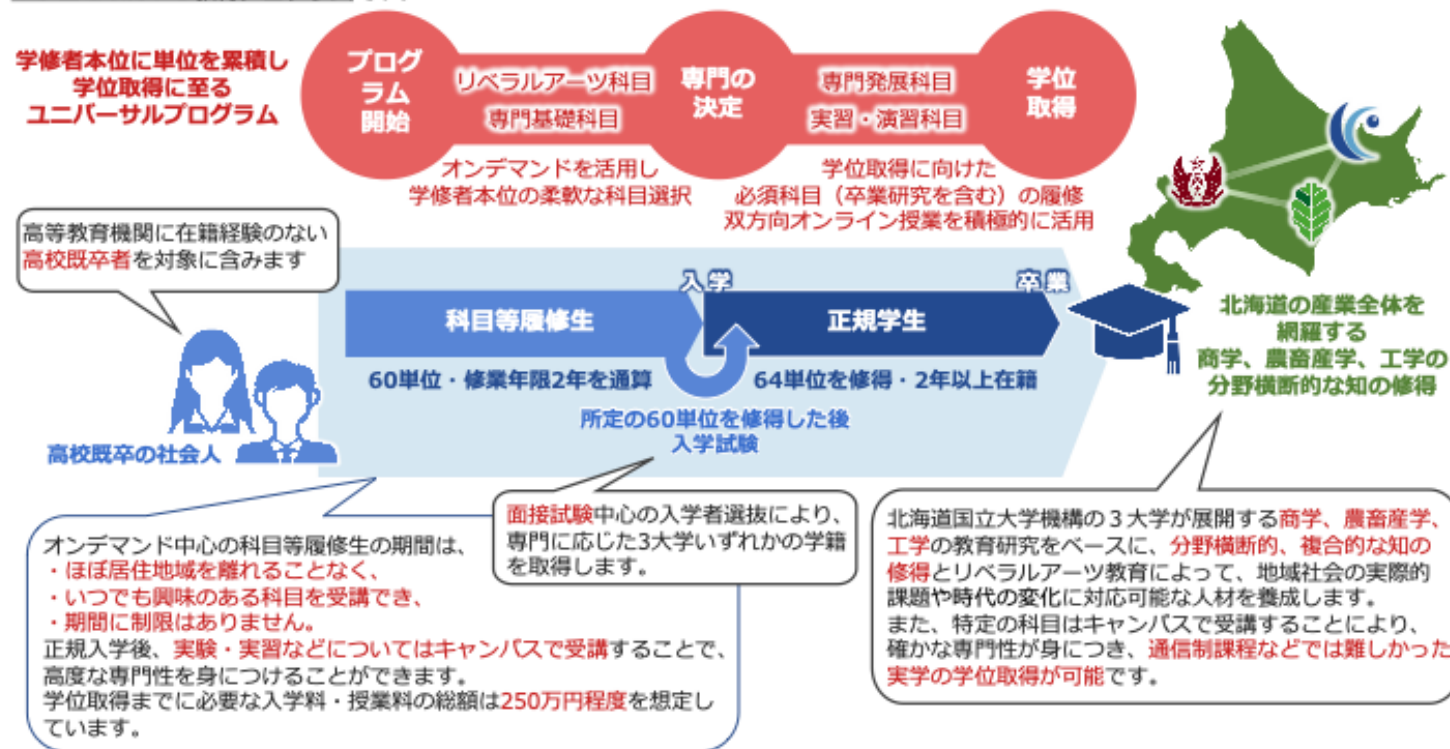 学修者本位に単位を累積し
学位取得に至る
ユニバーサルプログラム
プログ
ラム
開始
リベラルアーツ科目
専門基礎科目
専門の
決定
専門発展科目
実習・演習科目
学位
取得
オンデマンドを活用し
学修者本位の柔軟な科目選択
学位取得に向けた
必須科目（卒業研究を含む）の履修
双方向オンライン授業を積極的に活用
高等教育機関に在籍経験のない
高校既卒者を対象に含みます
入学
卒業
科目等履修生
正規学生
60単位・修業年限2年を通算
64単位を修得・2年以上在籍
所定の60単位を修得した後
入学試験
高校既卒の社会人
北海道の産業全体を
網羅する
商学、農畜産学、工学の
分野横断的な知の修得
オンデマンド中心の科目等履修生の期間は、
・ほぼ居住地域を離れることなく、
・いつでも興味のある科目を受講でき、
・期間に制限はありません。
正規入学後、実験・実習などについてはキャンパスで受講することで、
高度な専門性を身につけることができます。
学位取得までに必要な入学料・授業料の総額は250万円程度を想定し
ています。
面接試験中心の入学者選抜により、
専門に応じた3大学いずれかの学籍
を取得します。
北海道国立大学機構の３大学が展開する商学、農畜産学、
工学の教育研究をベースに、分野横断的、複合的な知の
修得とリベラルアーツ教育によって、地域社会の実際的
課題や時代の変化に対応可能な人材を養成します。
また、特定の科目はキャンパスで受講することにより、
確かな専門性が身につき、通信制課程などでは難しかった
実学の学位取得が可能です。